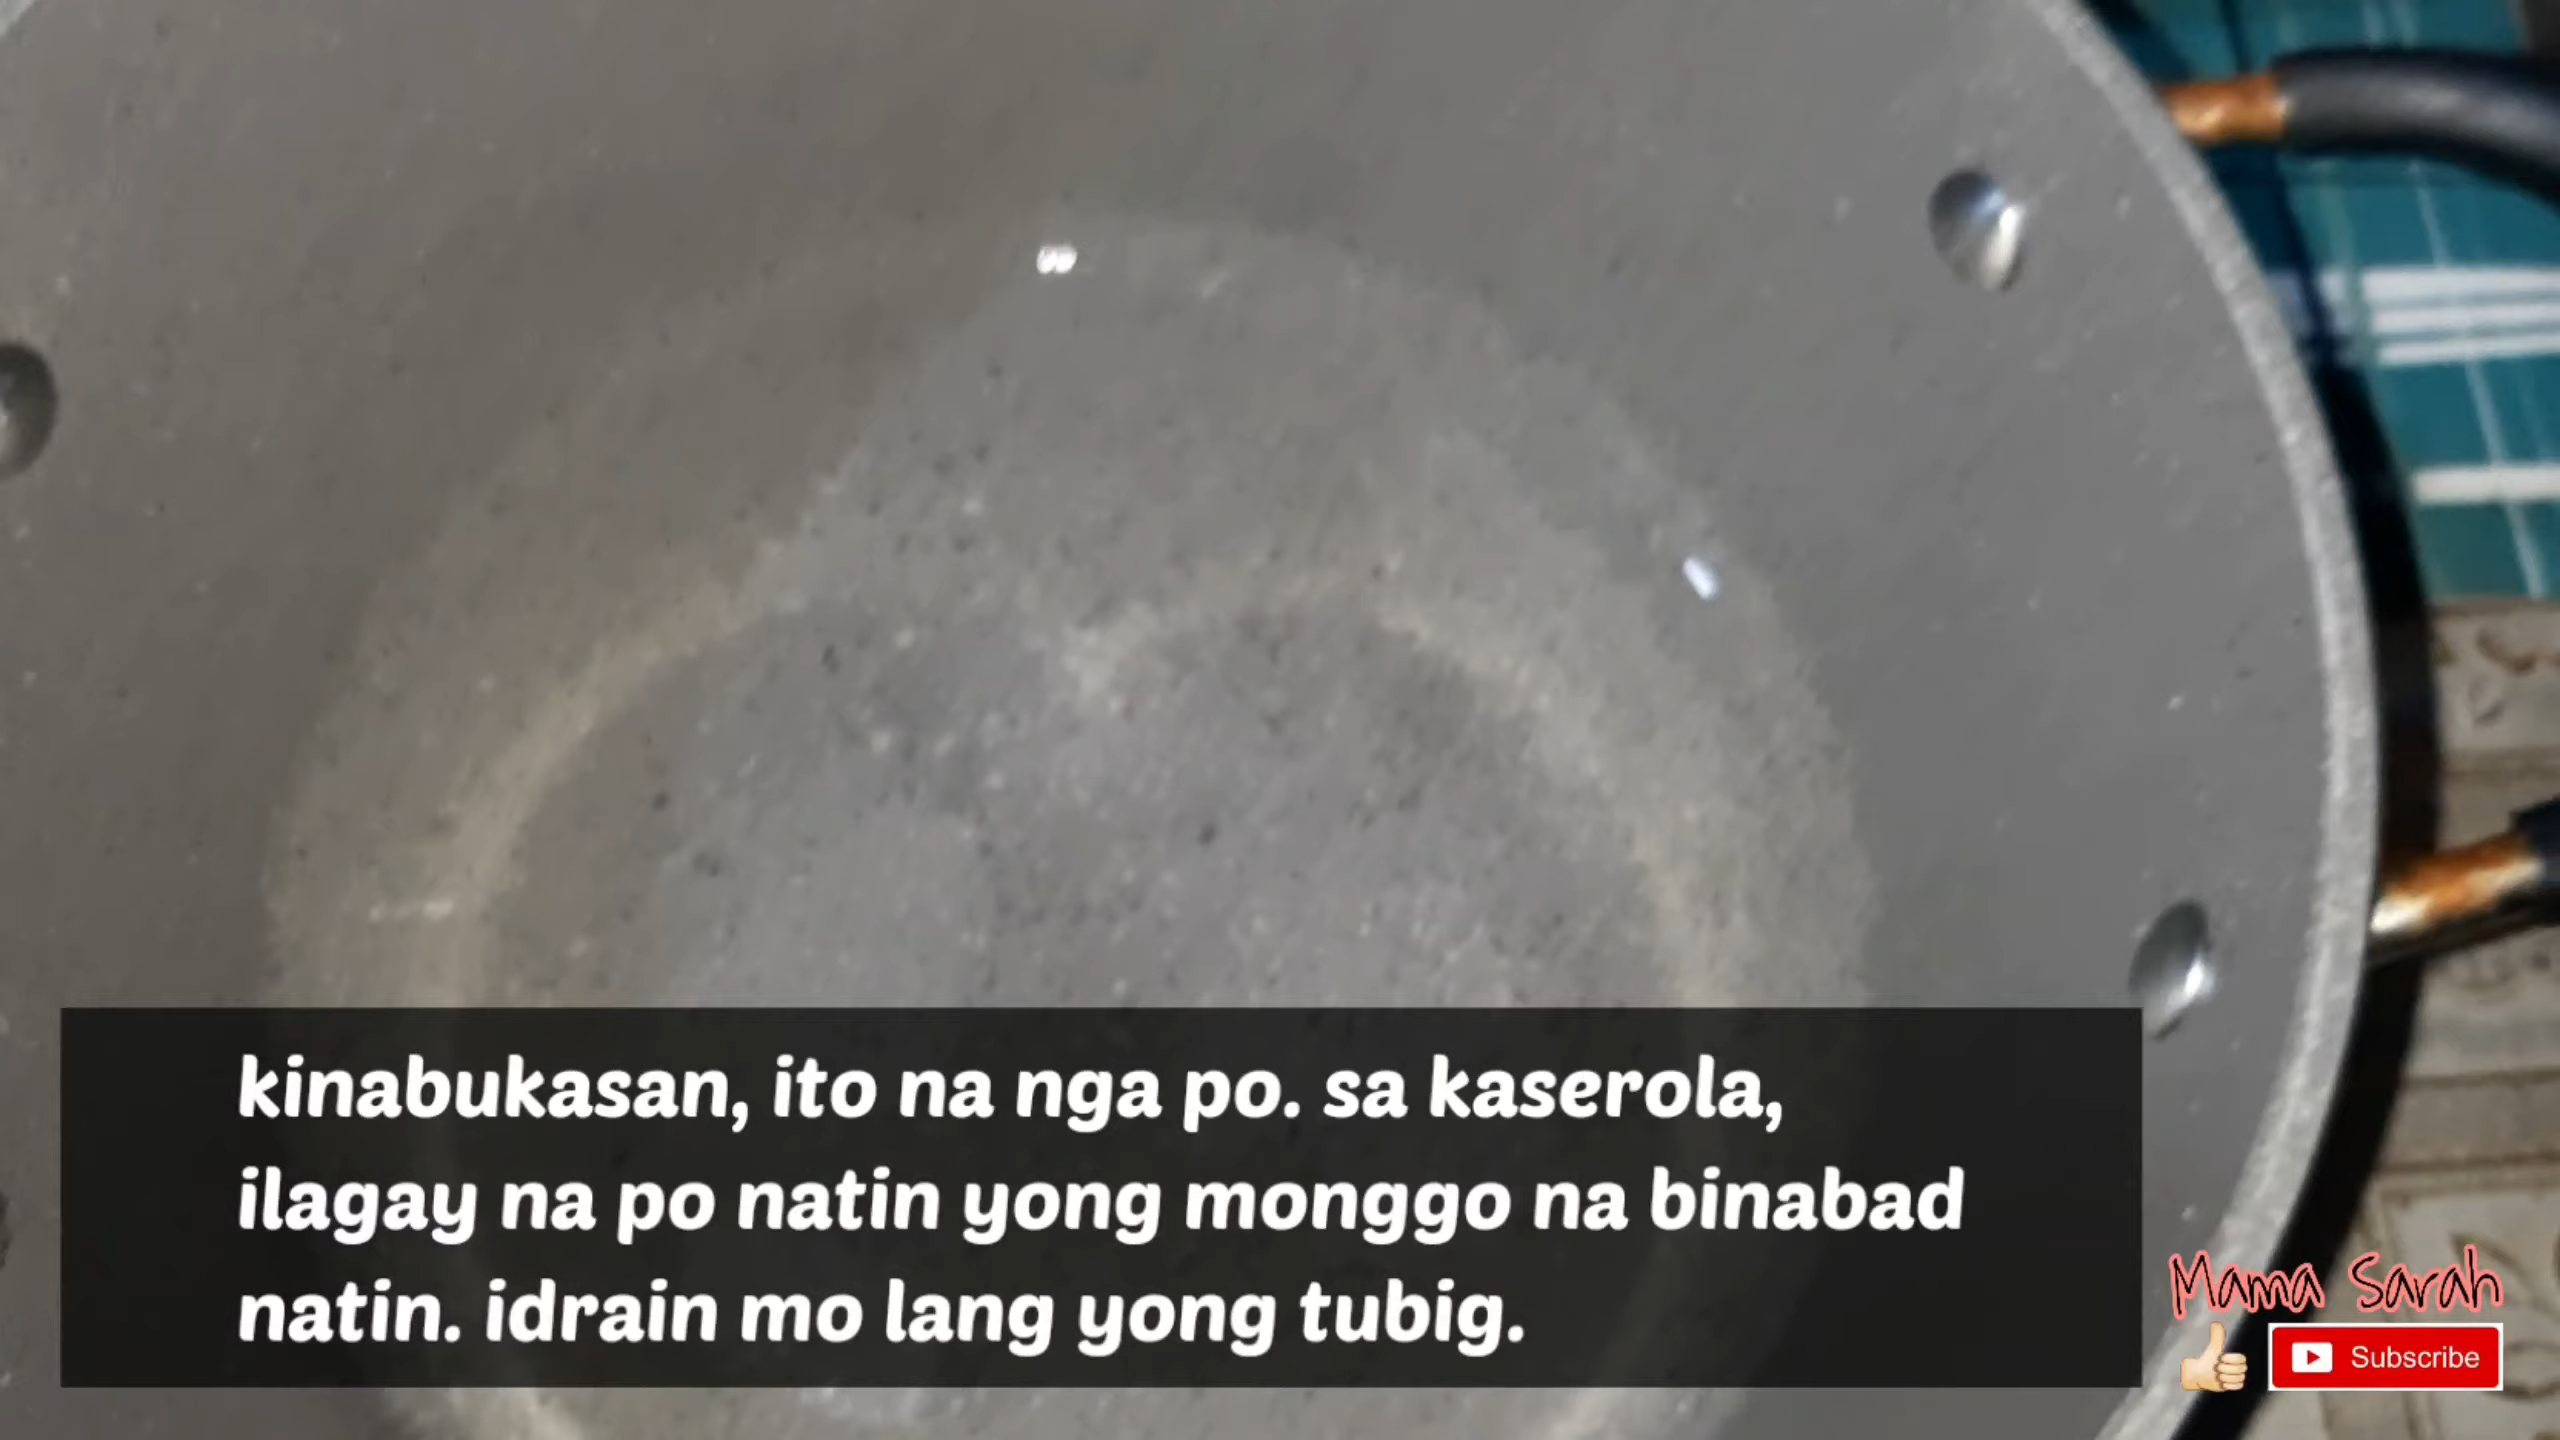 kinabukasan, ito na nga po. sa kaserola,
ilagay na po natin yong monggo na binabad
natin. idrain mo lang yong tubig.
Mama Sarah
Subscribe